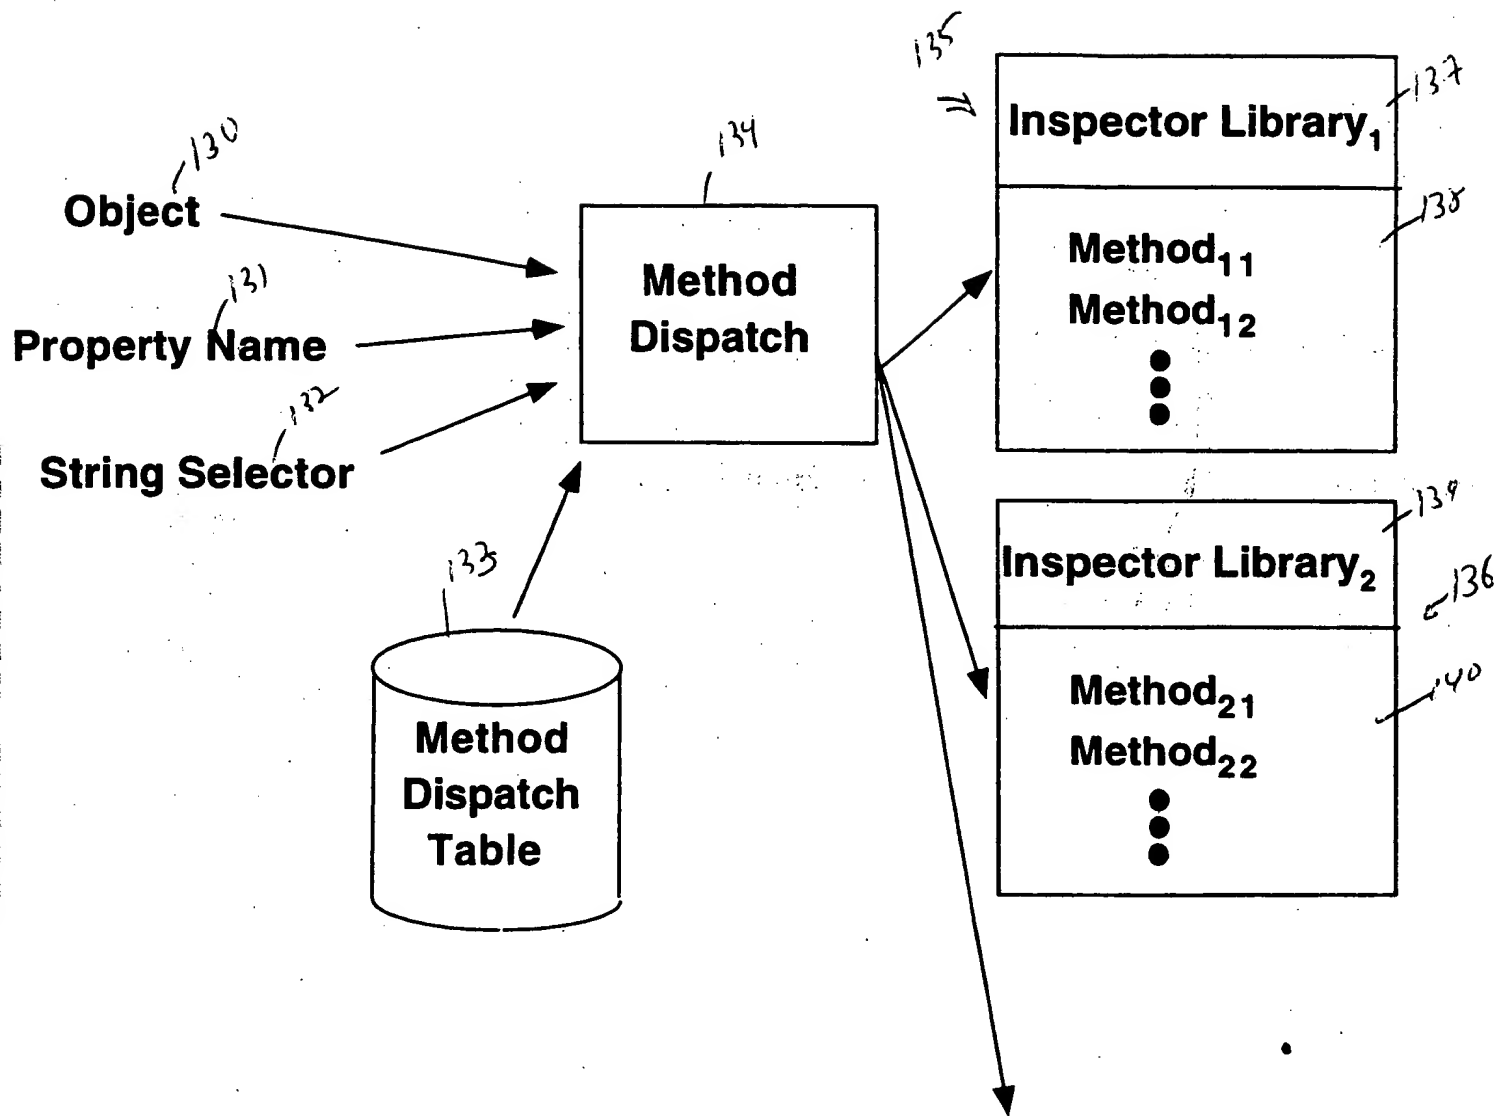 135
137
Inspector Library1
130
134
Object
138
Method11
Method12
131
Method
Dispatch
Property Name
132
String Selector
139
Inspector Library2
136
133
Method21
Method22
140
Method
Dispatch
Table